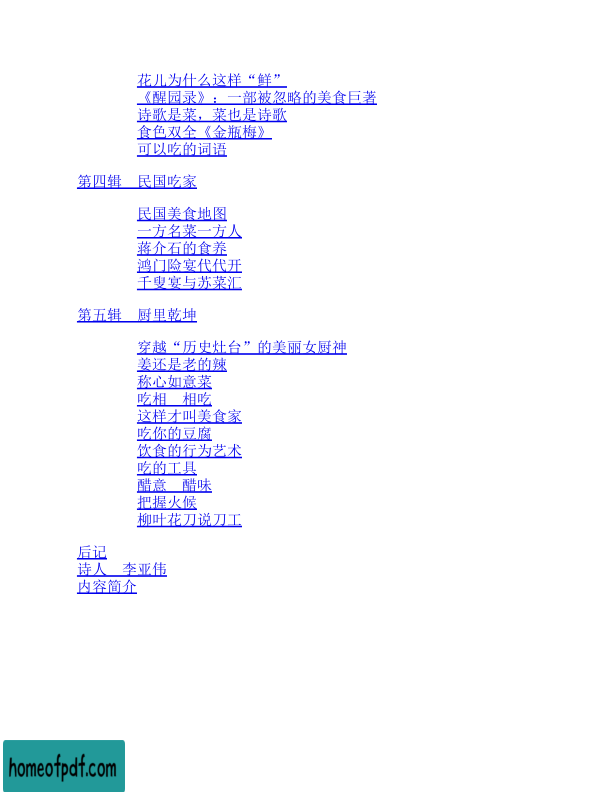 花儿为什么这样“鲜”
《醒园录》：一部被忽略的美食巨著
诗歌是菜，菜也是诗歌
食色双全《金瓶梅》
可以吃的词语
第四辑　民国吃家
民国美食地图
一方名菜一方人
蒋介石的食养
鸿门险宴代代开
千叟宴与苏菜汇
第五辑　厨里乾坤
穿越“历史灶台”的美丽女厨神
姜还是老的辣
称心如意菜
吃相　相吃
这样才叫美食家
吃你的豆腐
饮食的行为艺术
吃的工具
醋意　醋味
把握火候
柳叶花刀说刀工
后记
诗人　李亚伟
内容简介
homeofpdf.com